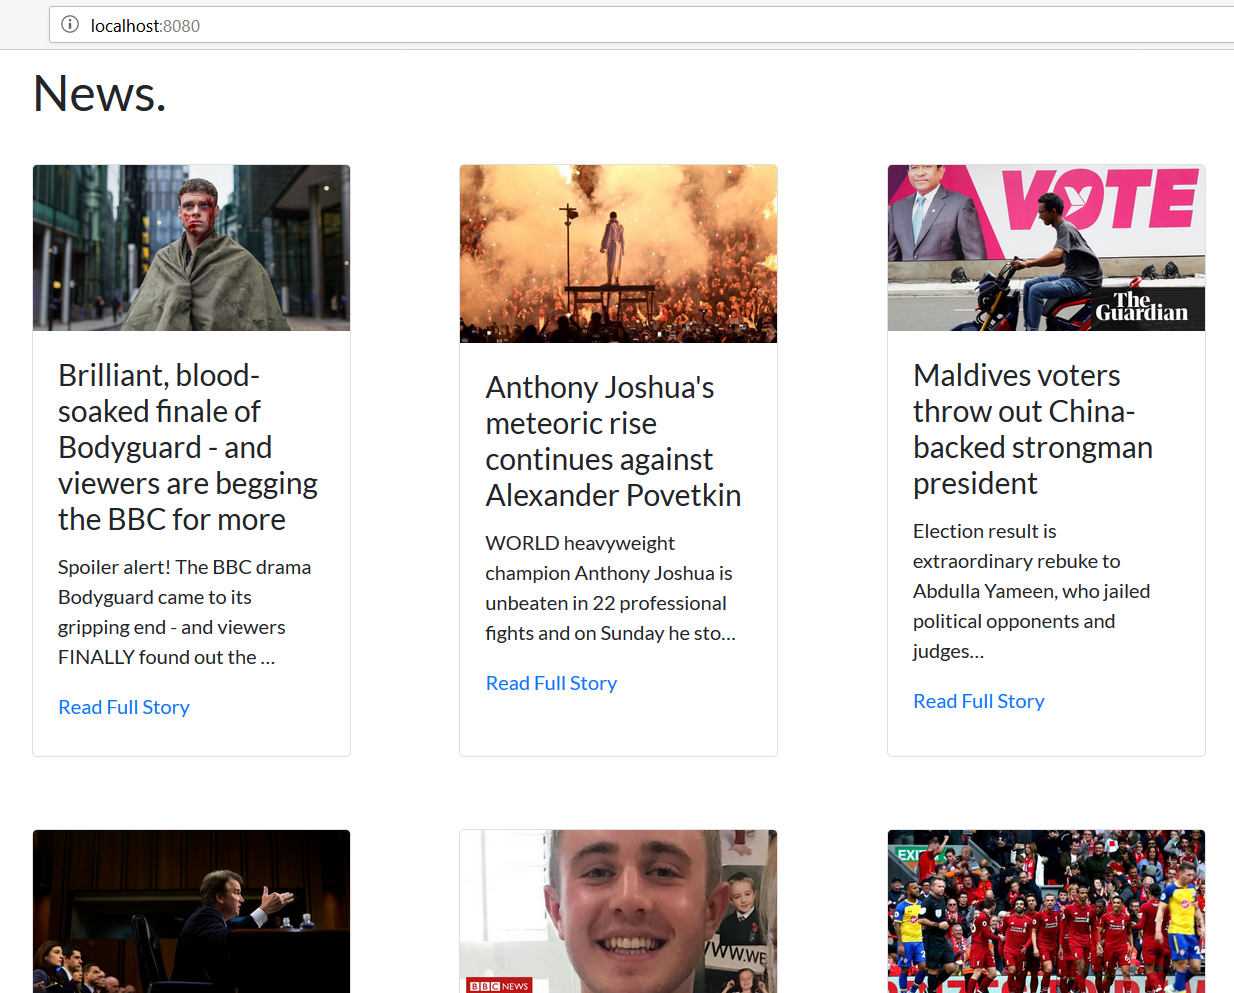 localhost:8080
News.
Brilliant, blood-
soaked finale of
Bodyguard - and
viewers are begging
the BBC for more
Spoiler alert! The BBC drama
Bodyguard came to its
gripping end - and viewers
FINALLY found out the ...
Read Full Story
Anthony Joshua's
meteoric rise
continues against
Alexander Povetkin
WORLD heavyweight
champion Anthony Joshua is
unbeaten in 22 professional
fights and on Sunday he sto...
Read Full Story
VOTE
The
Guardian
Maldives voters
throw out China-
backed strongman
president
Election result is
extraordinary rebuke to
Abdulla Yameen, who jailed
political opponents and
judges...
Read Full Story
WWW.WE
BBC NEWS
EXIT